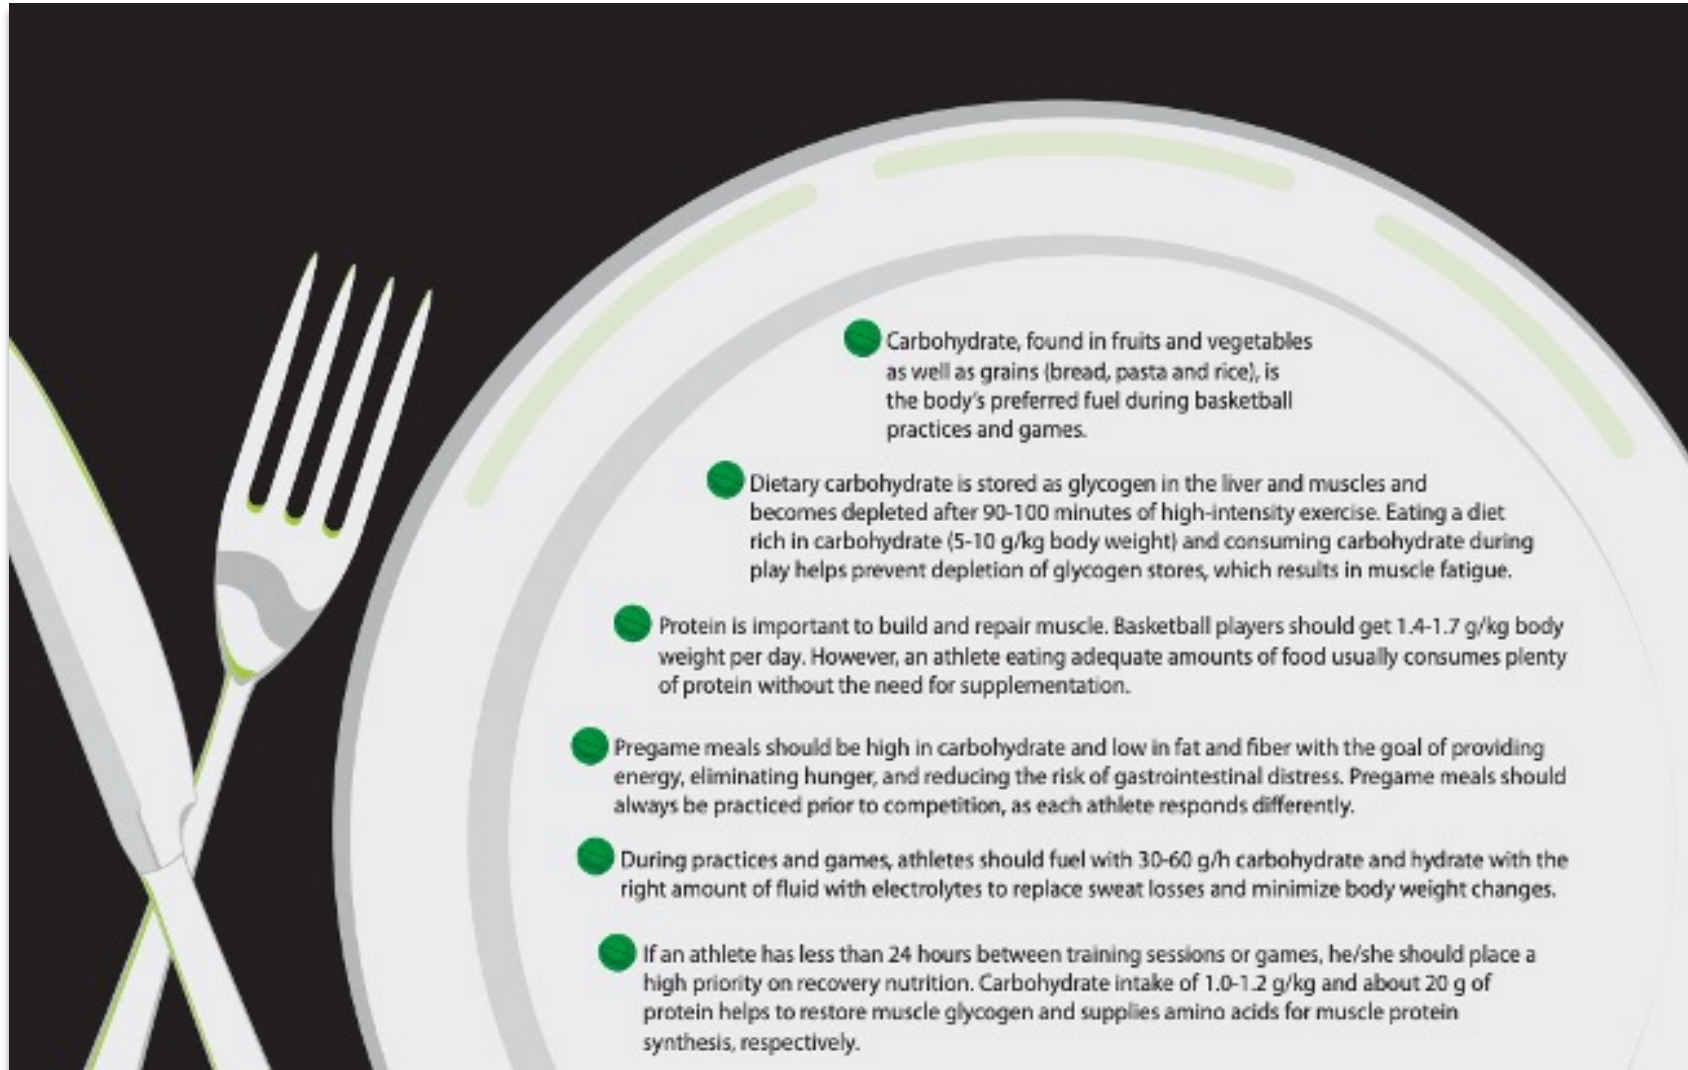 Carbohydrate, found in fruits and vegetables
as well as grains (bread, pasta and rice), is
the body's preferred fuel during basketball
practices and games.
Dietary carbohydrate is stored as glycogen in the liver and muscles and
becomes depleted after 90-100 minutes of high-intensity exercise. Eating a diet
rich in carbohydrate (5-10 g/kg body weight) and consuming carbohydrate during
play helps prevent depletion of glycogen stores, which results in muscle fatigue.
Protein is important to build and repair muscle. Basketball players should get 1.4-1.7 g/kg body
weight per day. However, an athlete eating adequate amounts of food usually consumes plenty
of protein without the need for supplementation.
Pregame meals should be high in carbohydrate and low in fat and fiber with the goal of providing
energy, eliminating hunger, and reducing the risk of gastrointestinal distress. Pregame meals should
always be practiced prior to competition, as each athlete responds differently.
During practices and games, athletes should fuel with 30-60 g/h carbohydrate and hydrate with the
right amount of fluid with electrolytes to replace sweat losses and minimize body weight changes.
If an athlete has less than 24 hours between training sessions or games, he/she should place a
high priority on recovery nutrition. Carbohydrate intake of 1.0-1.2 g/kg and about 20 g of
protein helps to restore muscle glycogen and supplies amino acids for muscle protein
synthesis, respectively.